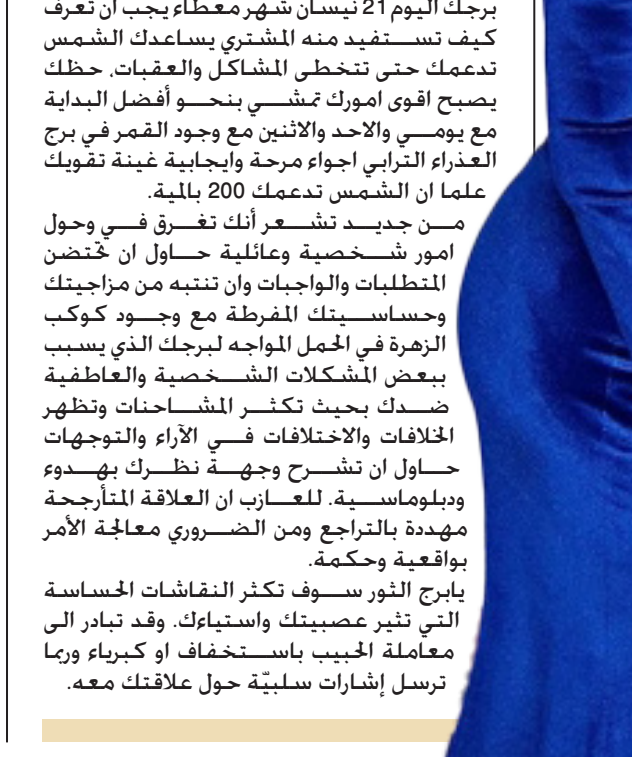 برجك اليوم 21 نيسان شهر معطاء يجب ان تعرف
كيف تستفيد منه المشتري يساعدك الشمس
تدعمك حتى تتخطى المشاكل والعقبات. حظك
يصبح اقوى امورك تمشي بنحو أفضل البداية
مع يومي والاحد والاثنين مع وجود القمر في برج
العذراء الترابي اجواء مرحة وايجابية غينة تقويك
علما ان الشمس تدعمك 200 بالمية.
من جديد تشعر أنك تغرق في وحول
امور شخصية وعائلية حاول ان تحتضن
المتطلبات والواجبات وان تنتبه من مزاجيتك
وحساسيتك المفرطة مع وجود كوكب
الزهرة في الحمل المواجه لبرجك الذي يسبب
ببعض المشكلات الشخصية والعاطفية
ضدك بحيث تكثر المشاحنات وتظهر
الخلافات والاختلافات في الآراء والتوجهات
حاول ان تشرح وجهة نظرك بهدوء
ودبلوماسية. للعازب ان العلاقة المتأرجحة
مهددة بالتراجع ومن الضروري معالجة الأمر
بواقعية وحكمة.
يابرج الثور سوف تكثر النقاشات الحساسة
التي تثير عصبيتك واستياءك. وقد تبادر الى
معاملة الحبيب باستخفاف او كبرياء وربما
ترسل إشارات سلبيّة حول علاقتك معه.